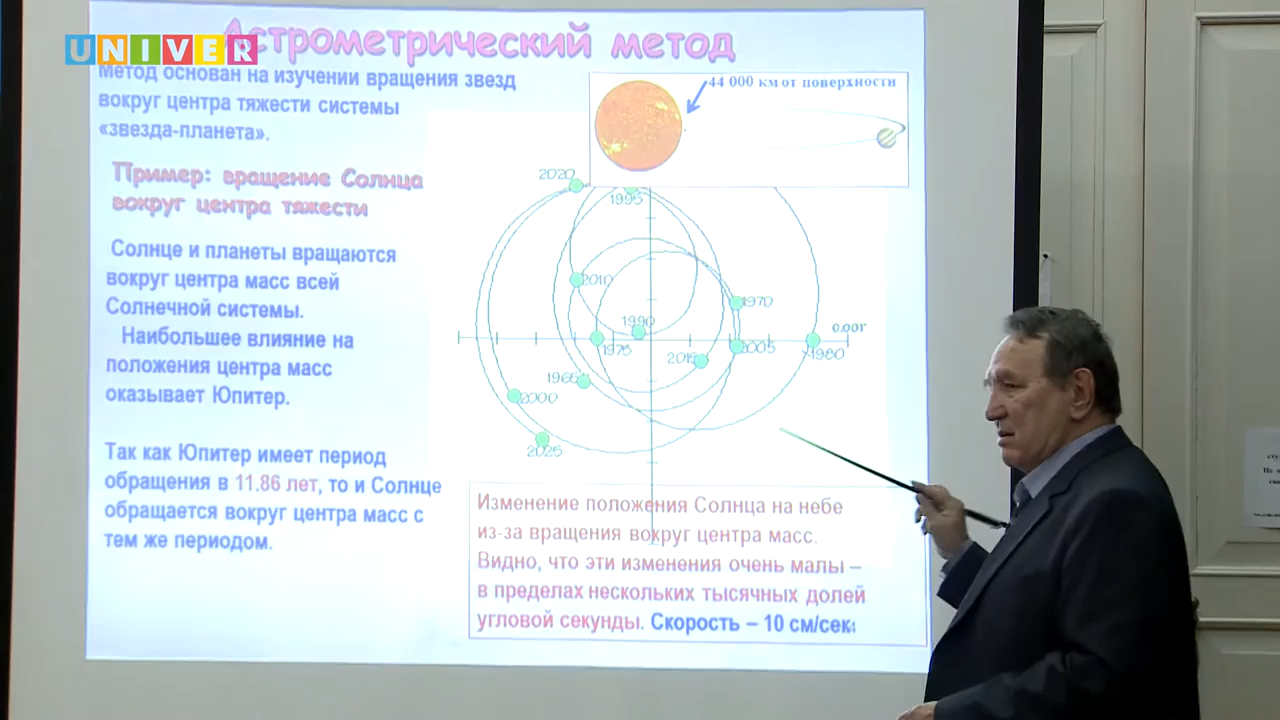 UNIVER
Астрометрический метод
Метод основан на изучении вращения звезд
вокруг центра тяжести системы
«звезда-планета».
44 000 км от поверхности
Пример: вращение Солнца
вокруг центра тяжести
Солнце и планеты вращаются
вокруг центра масс всей
Солнечной системы.
Наибольшее влияние на
положения центра масс
оказывает Юпитер.
Так как Юпитер имеет период
обращения в 11.86 лет, то и Солнце
обращается вокруг центра масс с
тем же периодом.
2020
1995
2010
1970
1990
0.001"
1975
2015
2005
1980
1965
2000
2025
Изменение положения Солнца на небе
из-за вращения вокруг центра масс.
Видно, что эти изменения очень малы –
в пределах нескольких тысячных долей
угловой секунды. Скорость – 10 см/сек.